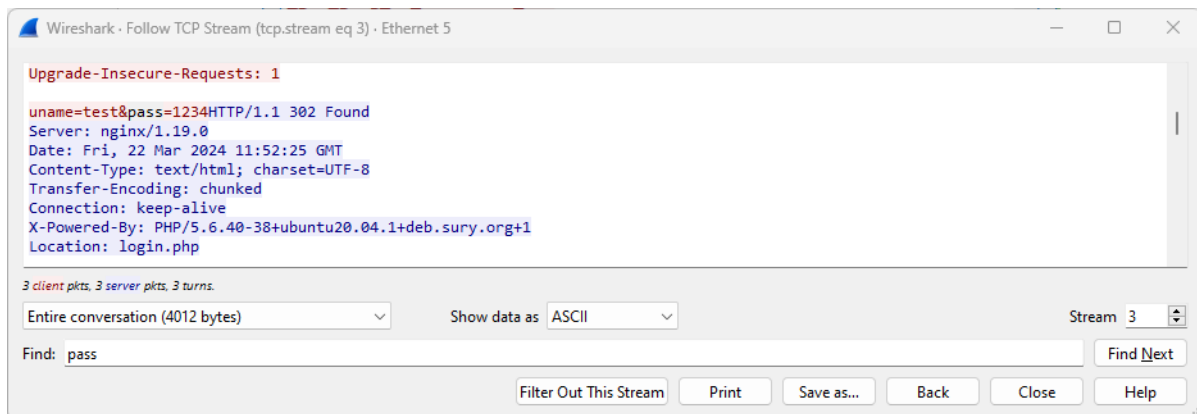 Wireshark · Follow TCP Stream (tcp.stream eq 3) · Ethernet 5
Upgrade-Insecure-Requests: 1
uname=test&pass=1234HTTP/1.1 302 Found
Server: nginx/1.19.0
Date: Fri, 22 Mar 2024 11:52:25 GMT
Content-Type: text/html; charset=UTF-8
Transfer-Encoding: chunked
Connection: keep-alive
X-Powered-By: PHP/5.6.40-38+ubuntu20.04.1+deb.sury.org+1
Location: login.php
3 client pkts, 3 server pkts, 3 turns.
Entire conversation (4012 bytes) Show data as ASCII Stream 3
Find: pass Find Next
Filter Out This Stream Print Save as... Back Close Help